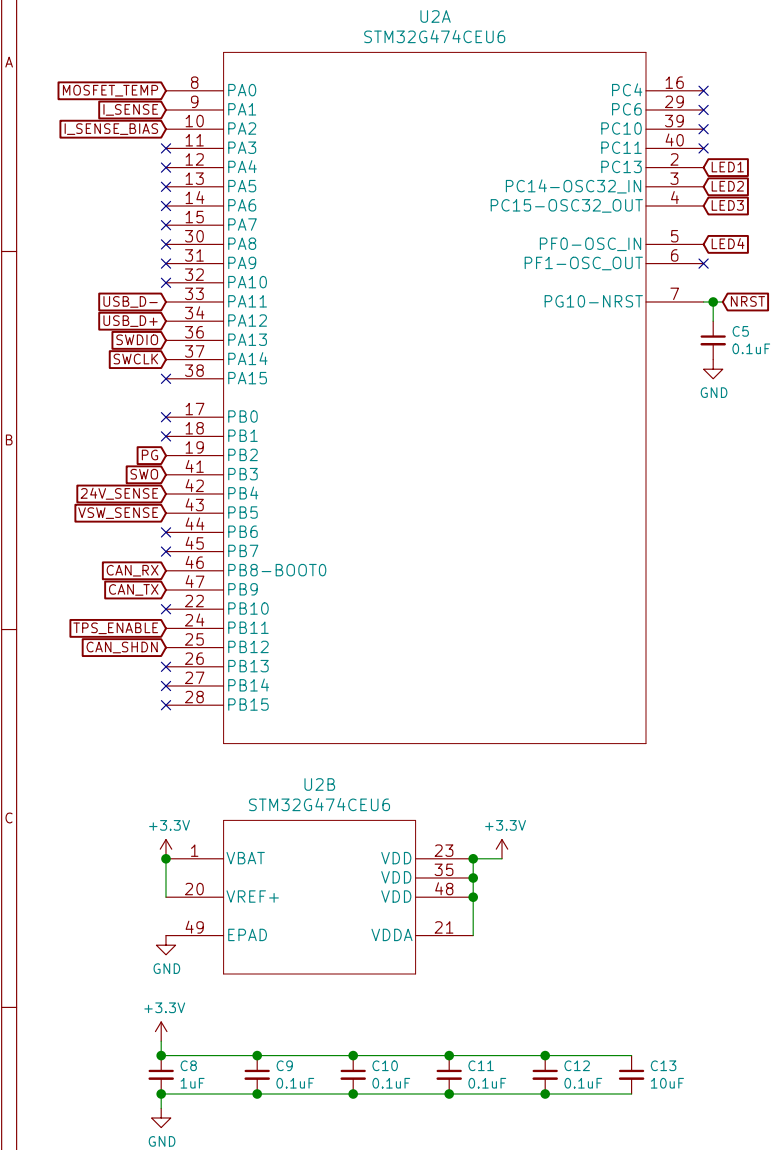 U2A
STM32G474CEU6
A
MOSFET_TEMP 8 PA0 PC4 16
I_SENSE 9 PA1 PC6 29
I_SENSE_BIAS 10 PA2 PC10 39
11 PA3 PC11 40
12 PA4 PC13 2 LED1
13 PA5 PC14-OSC32_IN 3 LED2
14 PA6 PC15-OSC32_OUT 4 LED3
15 PA7
30 PA8 PF0-OSC_IN 5 LED4
31 PA9 PF1-OSC_OUT 6
32 PA10
USB_D- 33 PA11 PG10-NRST 7 NRST
USB_D+ 34 PA12
SWDIO 36 PA13 C5
SWCLK 37 PA14 0.1uF
38 PA15
GND
17 PB0
18 PB1
B
PG 19 PB2
SWO 41 PB3
24V_SENSE 42 PB4
VSW_SENSE 43 PB5
44 PB6
45 PB7
CAN_RX 46 PB8-BOOT0
CAN_TX 47 PB9
22 PB10
TPS_ENABLE 24 PB11
CAN_SHDN 25 PB12
26 PB13
27 PB14
28 PB15
U2B
STM32G474CEU6
C
+3.3V +3.3V
1 VBAT VDD 23
VDD 35
20 VREF+ VDD 48
49 EPAD VDDA 21
GND
+3.3V
C8 C9 C10 C11 C12 C13
1uF 0.1uF 0.1uF 0.1uF 0.1uF 10uF
GND